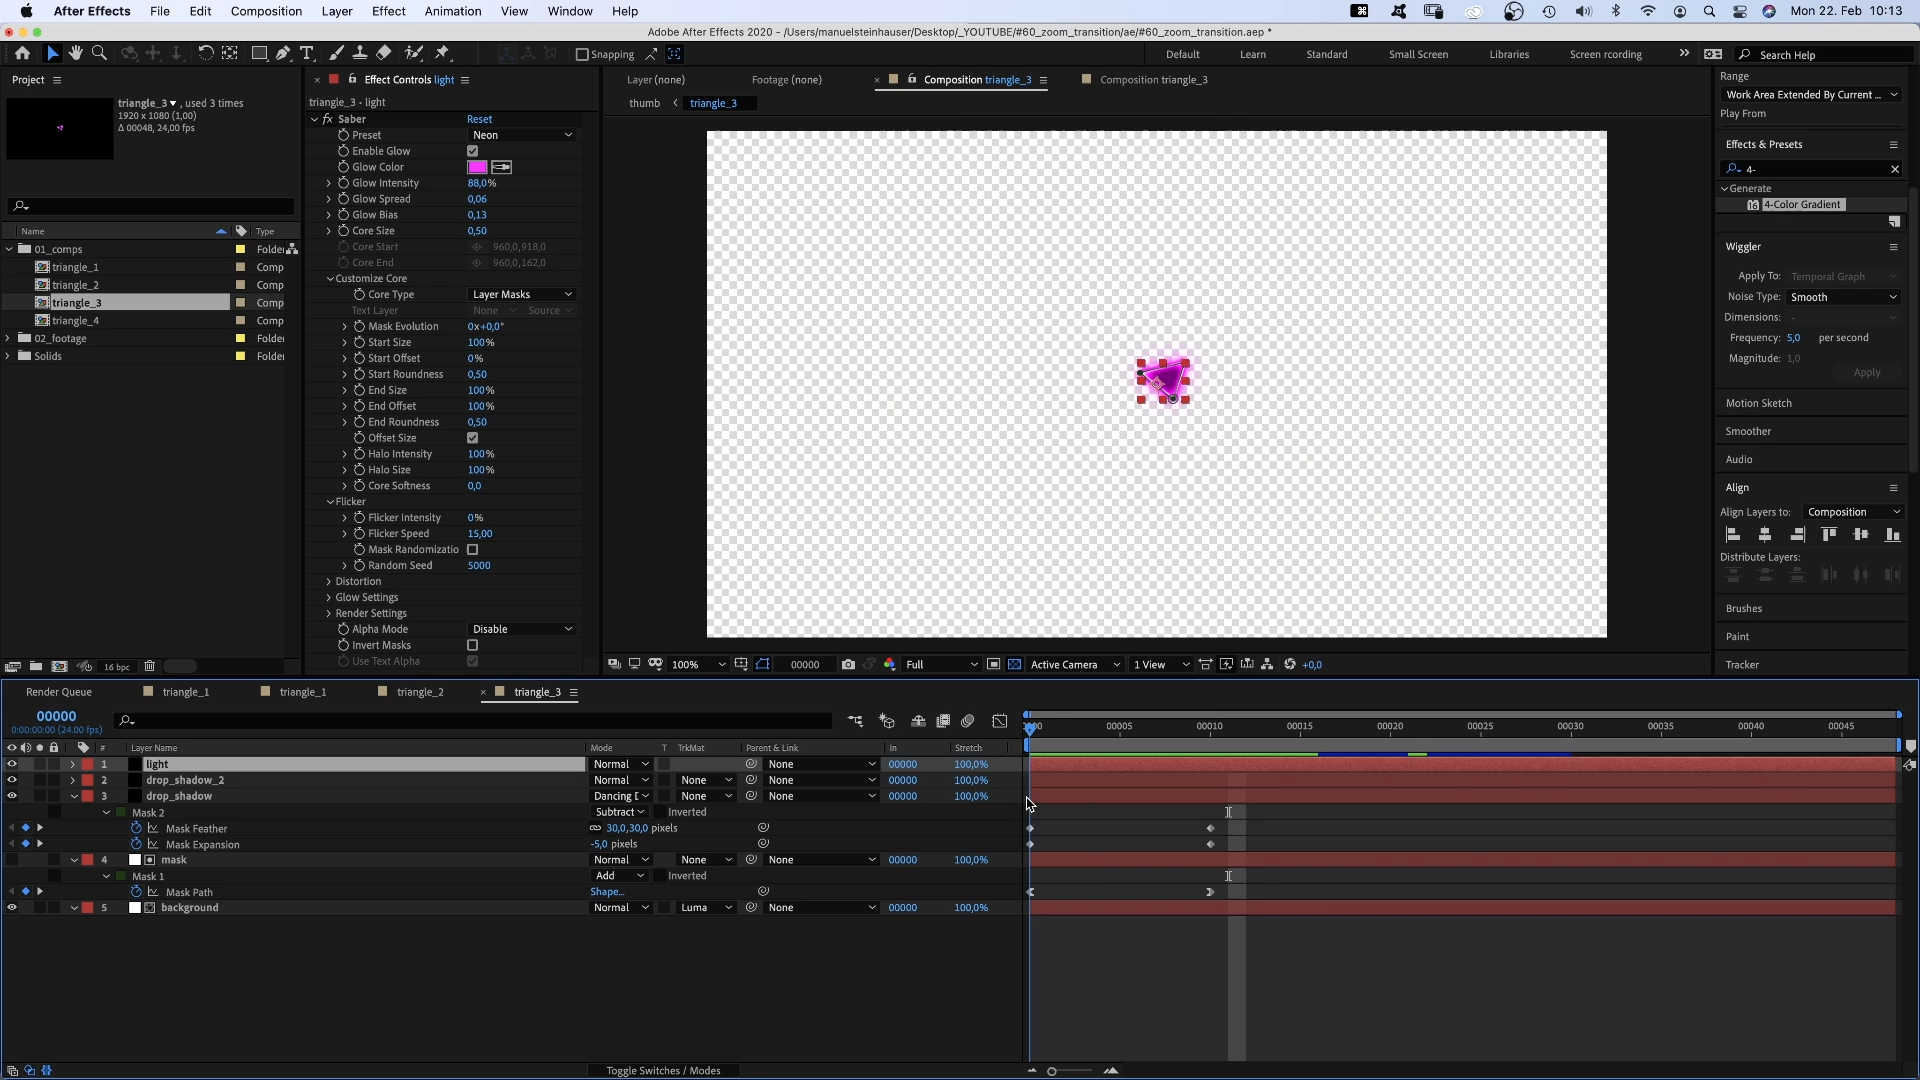 After Effects File Edit Composition Layer Effect Animation View Window Help Mon 22. Feb 10:13
Adobe After Effects 2020 - /Users/manuelsteinhauser/Desktop/_YOUTUBE/#60_zoom_transition/ae/#60_zoom_transition.aep *
Snapping Default Learn Standard Small Screen Libraries Screen rcording Search Help
Project
triangle_3 , used 3 times
1920 x 1080 (1,00)
Δ 00048, 24,00 fps
Name Type
01_comps Folder
triangle_1 Comp
triangle_2 Comp
triangle_3 Comp
triangle_4 Comp
02_footage Folder
Solids Folder
16 bpc
Effect Controls light
triangle_3 • light
fx Saber Reset
Preset Neon
Enable Glow
Glow Color
Glow Intensity 88,0%
Glow Spread 0,06
Glow Bias 0,13
Core Size 0,50
Core Start 960,0,918,0
Core End 960,0,162,0
Customize Core
Core Type Layer Masks
Text Layer None Source
Mask Evolution 0x+0,0°
Start Size 100%
Start Offset 0%
Start Roundness 0,50
End Size 100%
End Offset 100%
End Roundness 0,50
Offset Size
Halo Intensity 100%
Halo Size 100%
Core Softness 0,0
Flicker
Flicker Intensity 0%
Flicker Speed 15,00
Mask Randomizatio
Random Seed 5000
Distortion
Glow Settings
Render Settings
Alpha Mode Disable
Invert Masks
Use Text Alpha
Layer (none) Footage (none) Composition triangle_3 Composition triangle_3
thumb triangle_3
100% 00000 Full Active Camera 1 View +0,0
Range
Work Area Extended By Current ...
Play From
Effects & Presets
4-
Generate
16 4-Color Gradient
Wiggler
Apply To: Temporal Graph
Noise Type: Smooth
Dimensions: -
Frequency: 5,0 per second
Magnitude: 1,0
Apply
Motion Sketch
Smoother
Audio
Align
Align Layers to: Composition
Distribute Layers:
Brushes
Paint
Tracker
Render Queue triangle_1 triangle_1 triangle_2 triangle_3
00000
0:00:00:00 (24.00 fps)
00005 00010 00015 00020 00025 00030 00035 00040 00045
# Layer Name Mode T TrkMat Parent & Link In Stretch
1 light Normal None 00000 100,0%
2 drop_shadow_2 Normal None None 00000 100,0%
3 drop_shadow Dancing D None None 00000 100,0%
Mask 2 Subtract Inverted
Mask Feather 30,0,30,0 pixels
Mask Expansion -5,0 pixels
4 mask Normal None None 00000 100,0%
Mask 1 Add Inverted
Mask Path Shape...
5 background Normal Luma None 00000 100,0%
Toggle Switches / Modes